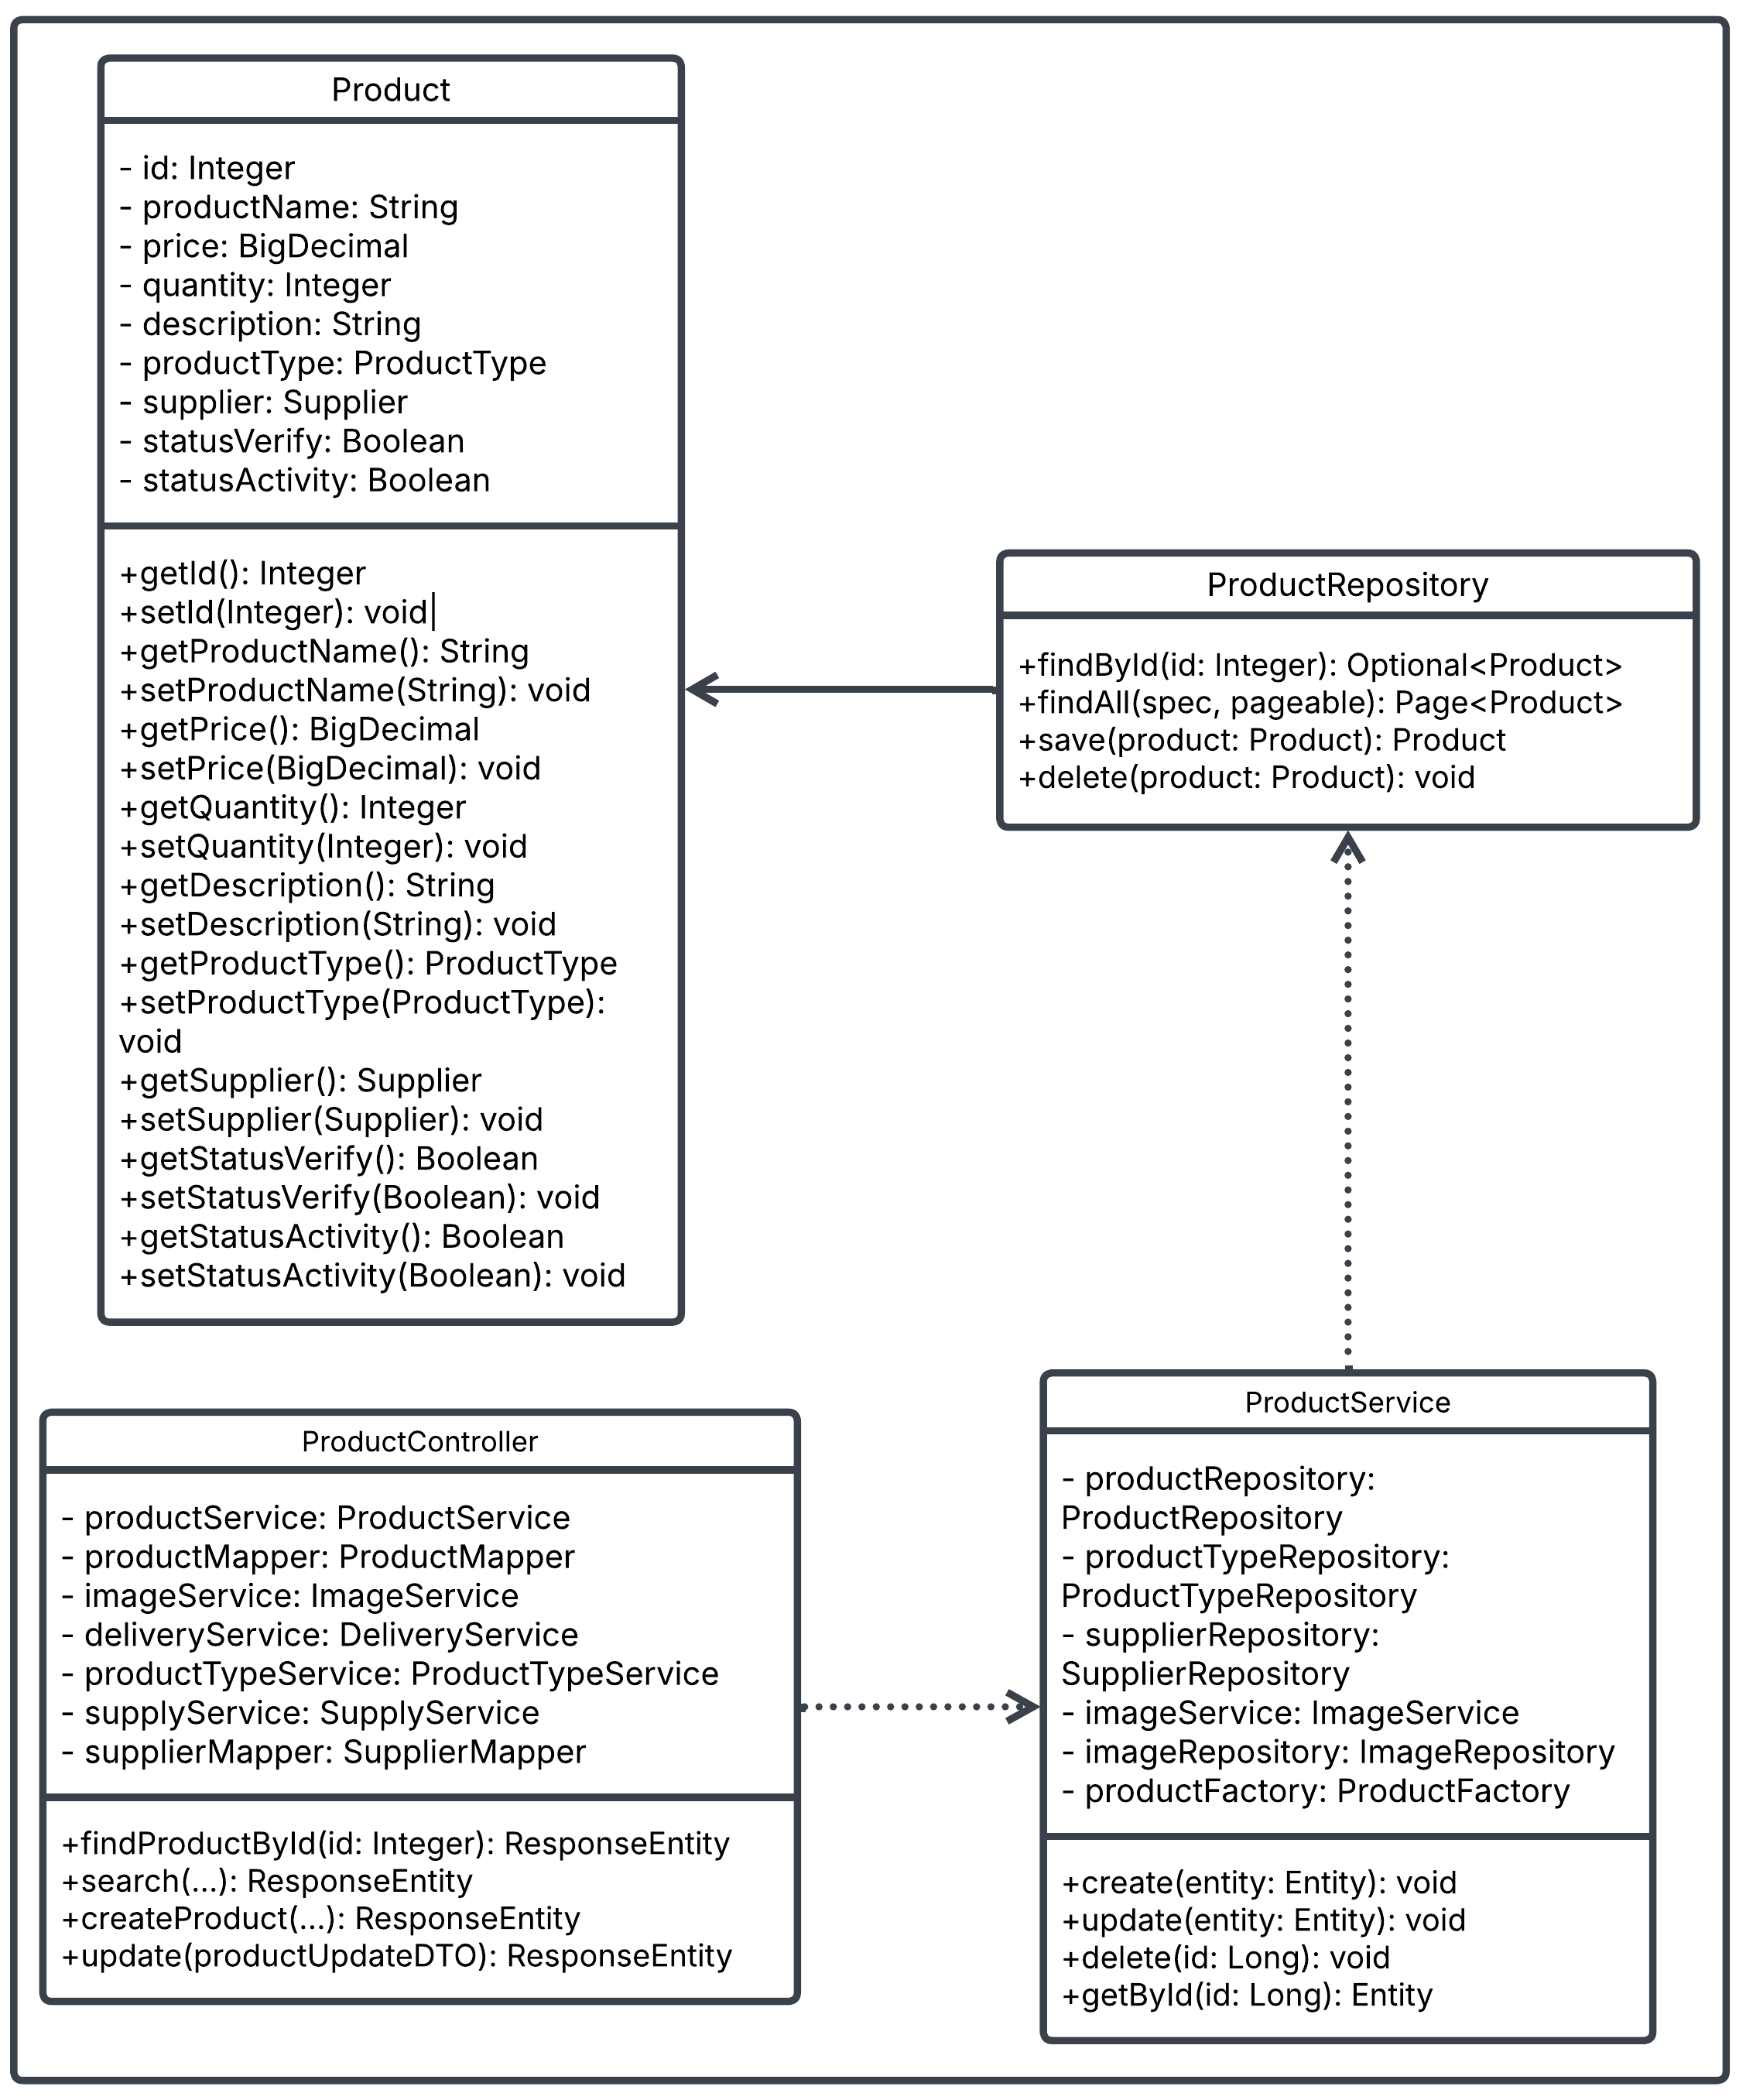 Product
- id: Integer
- productName: String
- price: BigDecimal
- quantity: Integer
- description: String
- productType: ProductType
- supplier: Supplier
- statusVerify: Boolean
- statusActivity: Boolean
+getId(): Integer
+setId(Integer): void|
+getProductName(): String
+setProductName(String): void
+getPrice(): BigDecimal
+setPrice(BigDecimal): void
+getQuantity(): Integer
+setQuantity(Integer): void
+getDescription(): String
+setDescription(String): void
+getProductType(): ProductType
+setProductType(ProductType):
void
+getSupplier(): Supplier
+setSupplier(Supplier): void
+getStatusVerify(): Boolean
+setStatusVerify(Boolean): void
+getStatusActivity(): Boolean
+setStatusActivity(Boolean): void
ProductRepository
+findById(id: Integer): Optional<Product>
+findAll(spec, pageable): Page<Product>
+save(product: Product): Product
+delete(product: Product): void
ProductController
- productService: ProductService
- productMapper: ProductMapper
- imageService: ImageService
- deliveryService: DeliveryService
- productTypeService: ProductTypeService
- supplyService: SupplyService
- supplierMapper: SupplierMapper
+findProductById(id: Integer): ResponseEntity
+search(...): ResponseEntity
+createProduct(...): ResponseEntity
+update(productUpdateDTO): ResponseEntity
ProductService
- productRepository:
ProductRepository
- productTypeRepository:
ProductTypeRepository
- supplierRepository:
SupplierRepository
- imageService: ImageService
- imageRepository: ImageRepository
- productFactory: ProductFactory
+create(entity: Entity): void
+update(entity: Entity): void
+delete(id: Long): void
+getById(id: Long): Entity